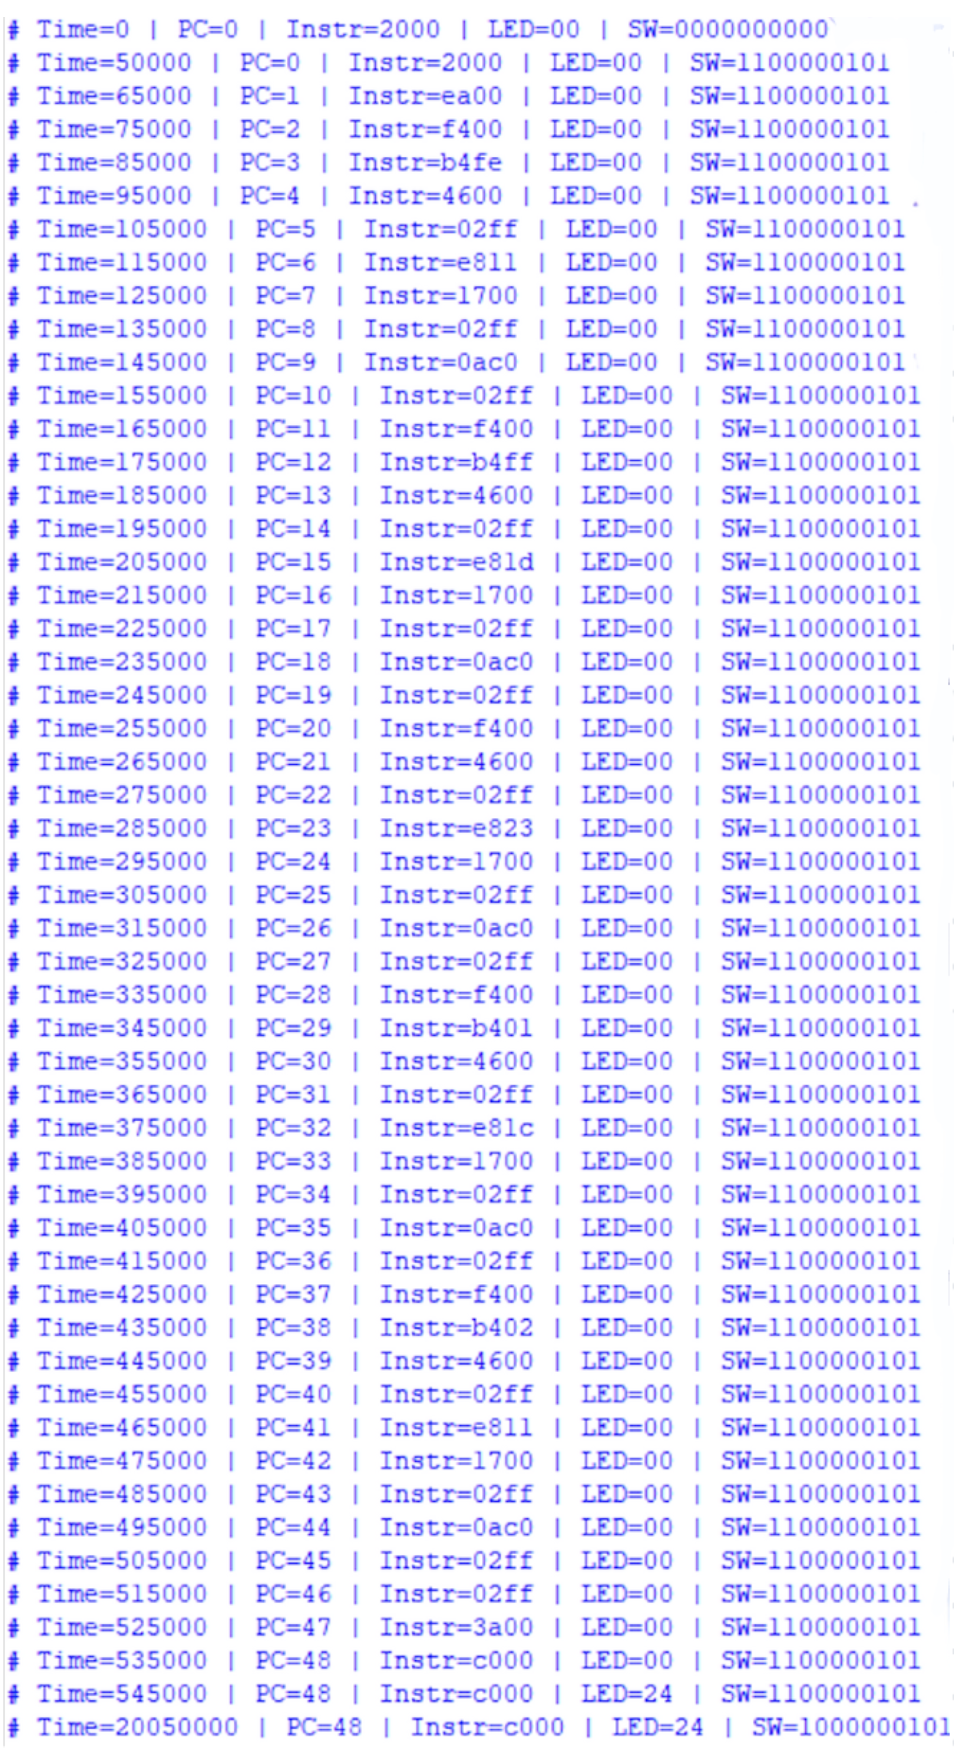 # Time=0 | PC=0 | Instr=2000 | LED=00 | SW=0000000000
# Time=50000 | PC=0 | Instr=2000 | LED=00 | SW=1100000101
# Time=65000 | PC=1 | Instr=ea00 | LED=00 | SW=1100000101
# Time=75000 | PC=2 | Instr=f400 | LED=00 | SW=1100000101
# Time=85000 | PC=3 | Instr=b4fe | LED=00 | SW=1100000101
# Time=95000 | PC=4 | Instr=4600 | LED=00 | SW=1100000101
# Time=105000 | PC=5 | Instr=02ff | LED=00 | SW=1100000101
# Time=115000 | PC=6 | Instr=e811 | LED=00 | SW=1100000101
# Time=125000 | PC=7 | Instr=1700 | LED=00 | SW=1100000101
# Time=135000 | PC=8 | Instr=02ff | LED=00 | SW=1100000101
# Time=145000 | PC=9 | Instr=0ac0 | LED=00 | SW=1100000101
# Time=155000 | PC=10 | Instr=02ff | LED=00 | SW=1100000101
# Time=165000 | PC=11 | Instr=f400 | LED=00 | SW=1100000101
# Time=175000 | PC=12 | Instr=b4ff | LED=00 | SW=1100000101
# Time=185000 | PC=13 | Instr=4600 | LED=00 | SW=1100000101
# Time=195000 | PC=14 | Instr=02ff | LED=00 | SW=1100000101
# Time=205000 | PC=15 | Instr=e81d | LED=00 | SW=1100000101
# Time=215000 | PC=16 | Instr=1700 | LED=00 | SW=1100000101
# Time=225000 | PC=17 | Instr=02ff | LED=00 | SW=1100000101
# Time=235000 | PC=18 | Instr=0ac0 | LED=00 | SW=1100000101
# Time=245000 | PC=19 | Instr=02ff | LED=00 | SW=1100000101
# Time=255000 | PC=20 | Instr=f400 | LED=00 | SW=1100000101
# Time=265000 | PC=21 | Instr=4600 | LED=00 | SW=1100000101
# Time=275000 | PC=22 | Instr=02ff | LED=00 | SW=1100000101
# Time=285000 | PC=23 | Instr=e823 | LED=00 | SW=1100000101
# Time=295000 | PC=24 | Instr=1700 | LED=00 | SW=1100000101
# Time=305000 | PC=25 | Instr=02ff | LED=00 | SW=1100000101
# Time=315000 | PC=26 | Instr=0ac0 | LED=00 | SW=1100000101
# Time=325000 | PC=27 | Instr=02ff | LED=00 | SW=1100000101
# Time=335000 | PC=28 | Instr=f400 | LED=00 | SW=1100000101
# Time=345000 | PC=29 | Instr=b401 | LED=00 | SW=1100000101
# Time=355000 | PC=30 | Instr=4600 | LED=00 | SW=1100000101
# Time=365000 | PC=31 | Instr=02ff | LED=00 | SW=1100000101
# Time=375000 | PC=32 | Instr=e81c | LED=00 | SW=1100000101
# Time=385000 | PC=33 | Instr=1700 | LED=00 | SW=1100000101
# Time=395000 | PC=34 | Instr=02ff | LED=00 | SW=1100000101
# Time=405000 | PC=35 | Instr=0ac0 | LED=00 | SW=1100000101
# Time=415000 | PC=36 | Instr=02ff | LED=00 | SW=1100000101
# Time=425000 | PC=37 | Instr=f400 | LED=00 | SW=1100000101
# Time=435000 | PC=38 | Instr=b402 | LED=00 | SW=1100000101
# Time=445000 | PC=39 | Instr=4600 | LED=00 | SW=1100000101
# Time=455000 | PC=40 | Instr=02ff | LED=00 | SW=1100000101
# Time=465000 | PC=41 | Instr=e811 | LED=00 | SW=1100000101
# Time=475000 | PC=42 | Instr=1700 | LED=00 | SW=1100000101
# Time=485000 | PC=43 | Instr=02ff | LED=00 | SW=1100000101
# Time=495000 | PC=44 | Instr=0ac0 | LED=00 | SW=1100000101
# Time=505000 | PC=45 | Instr=02ff | LED=00 | SW=1100000101
# Time=515000 | PC=46 | Instr=02ff | LED=00 | SW=1100000101
# Time=525000 | PC=47 | Instr=3a00 | LED=00 | SW=1100000101
# Time=535000 | PC=48 | Instr=c000 | LED=00 | SW=1100000101
# Time=545000 | PC=48 | Instr=c000 | LED=24 | SW=1100000101
# Time=20050000 | PC=48 | Instr=c000 | LED=24 | SW=1000000101